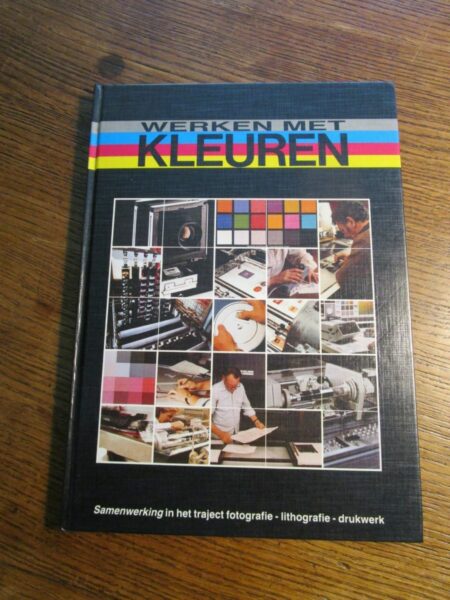 WERKEN MET
KLEUREN
Samenwerking in het traject fotografie - lithografie - drukwerk